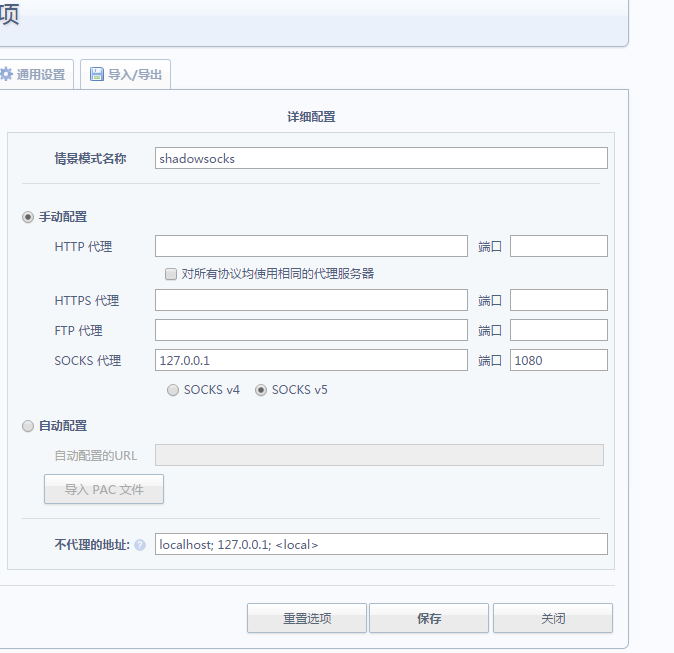 项
通用设置 导入/导出
详细配置
情景模式名称 shadowsocks
手动配置
HTTP 代理 端口
对所有协议均使用相同的代理服务器
HTTPS 代理 端口
FTP 代理 端口
SOCKS 代理 127.0.0.1 端口 1080
SOCKS v4 SOCKS v5
自动配置
自动配置的URL
导入 PAC 文件
不代理的地址: ? localhost; 127.0.0.1; <local>
重置选项 保存 关闭